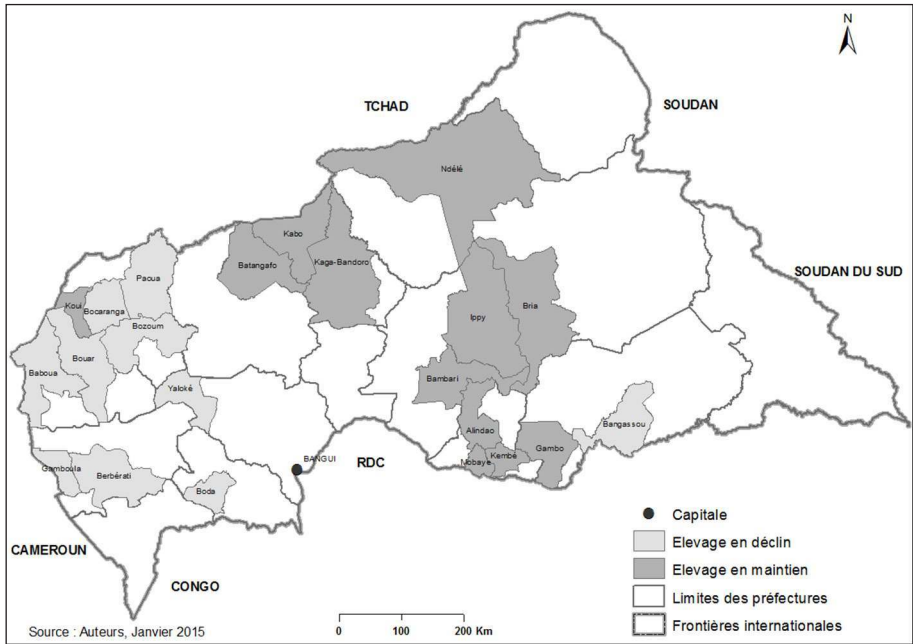 N
TCHAD
SOUDAN
Ndélé
Kabo
Batangafo
Kaga-Bandoro
SOUDAN DU SUD
Paoua
Koui
Bocaranga
Ippy
Bria
Bozoum
Bouar
Baboua
Bambari
Yaloké
Bangassou
Alindao
Gambo
Kembé
Mobaye
RDC
BANGUI
Gamboula
Berbérati
Boda
Capitale
Elevage en déclin
Elevage en maintien
Limites des préfectures
Frontières internationales
CAMEROUN
CONGO
Source : Auteurs, Janvier 2015
0 100 200 Km